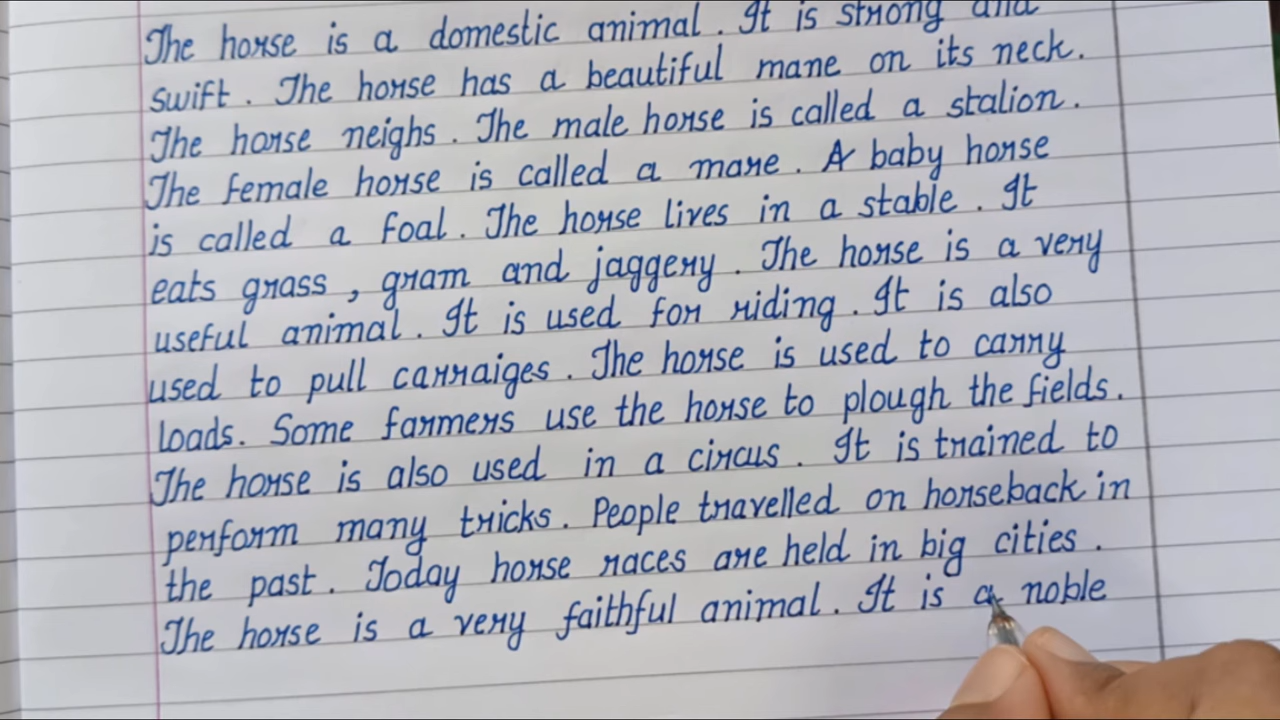 The horse is a domestic animal. It is strong and
swift. The horse has a beautiful mane on its neck.
The horse neighs. The male horse is called a stalion.
The female horse is called a mare. A baby horse
is called a foal. The horse lives in a stable. It
eats grass, gram and jaggery. The horse is a very
useful animal. It is used for riding. It is also
used to pull carraiges. The horse is used to carry
loads. Some farmers use the horse to plough the fields.
The horse is also used in a circus. It is trained to
perform many tricks. People travelled on horseback in
the past. Today horse races are held in big cities.
The horse is a very faithful animal. It is a noble